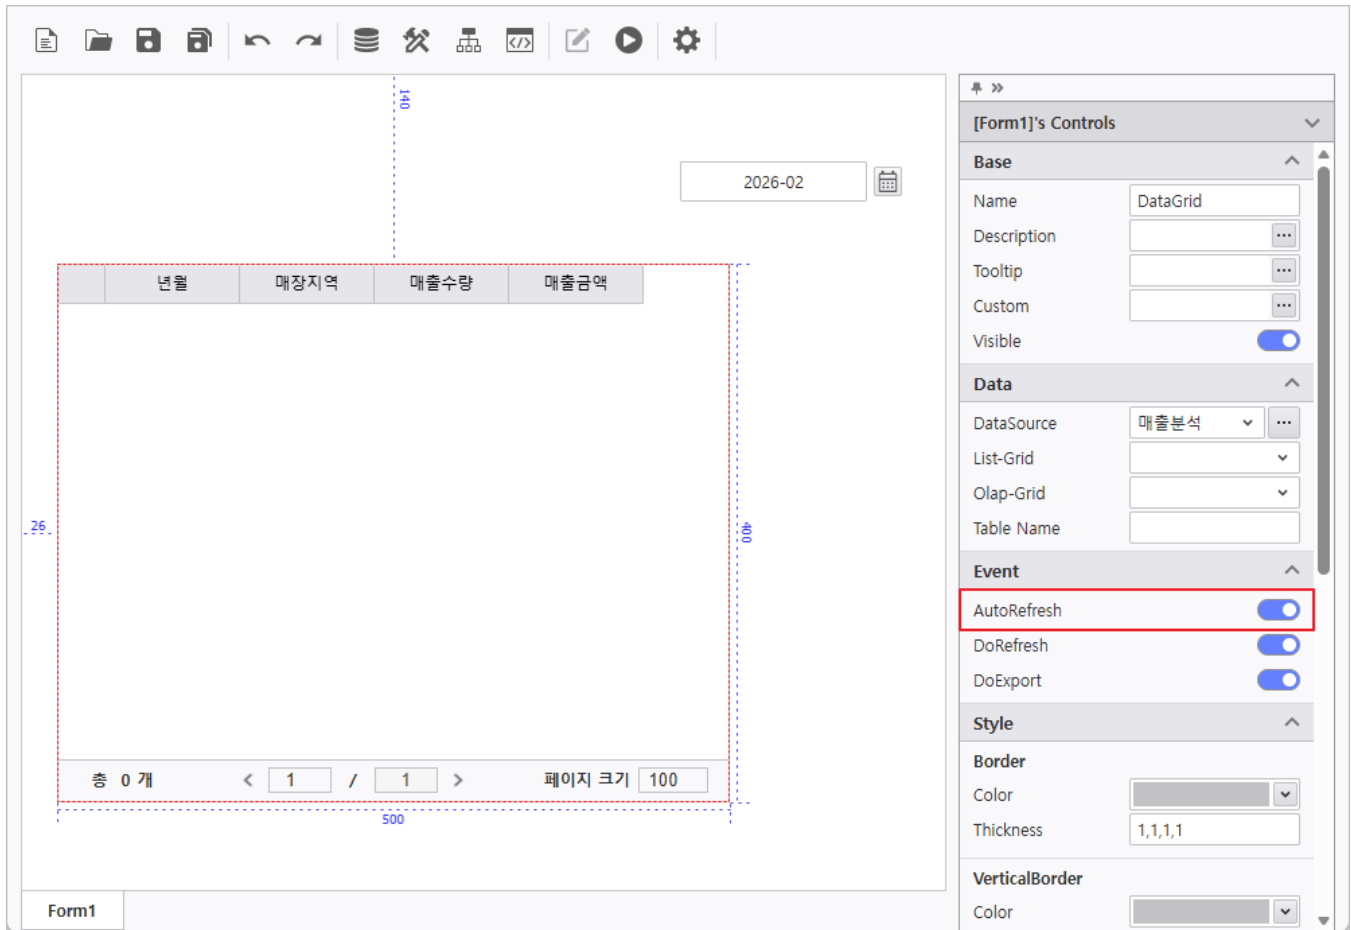 140
2026-02
년월 매장지역 매출수량 매출금액
26
400
총 0 개 < 1 / 1 > 페이지 크기 100
500
Form1
[Form1]'s Controls
Base
Name DataGrid
Description ...
Tooltip ...
Custom ...
Visible
Data
DataSource 매출분석 ...
List-Grid
Olap-Grid
Table Name
Event
AutoRefresh
DoRefresh
DoExport
Style
Border
Color
Thickness 1,1,1,1
VerticalBorder
Color